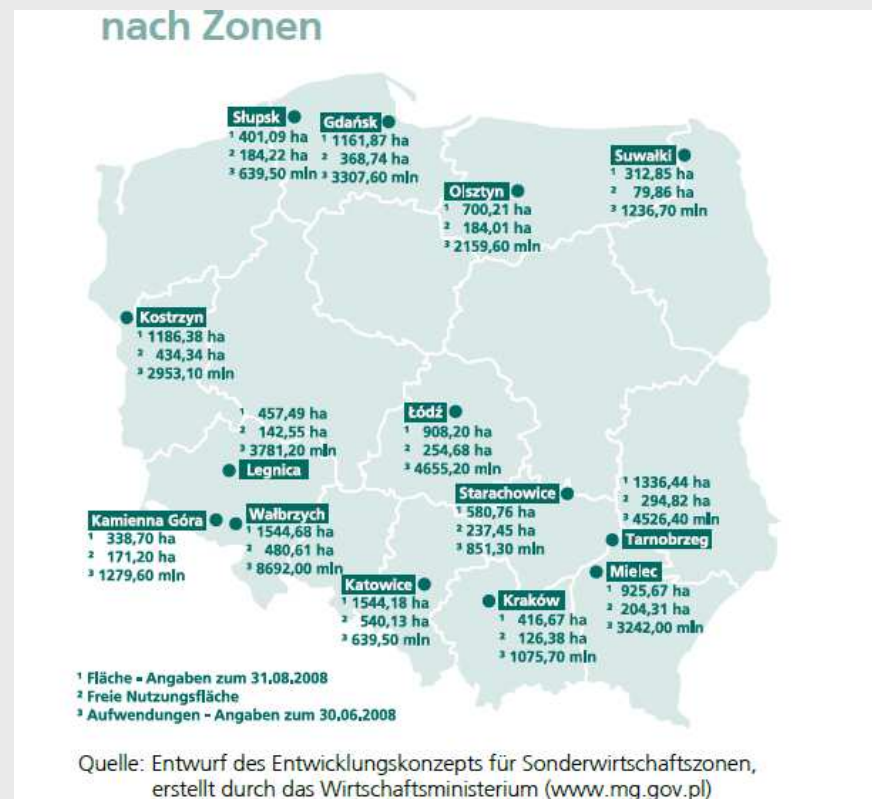 nach Zonen
Słupsk
¹ 401,09 ha
² 184,22 ha
³ 639,50 mln
Gdańsk
¹ 1161,87 ha
² 368,74 ha
³ 3307,60 mln
Suwałki
¹ 312,85 ha
² 79,86 ha
³ 1236,70 mln
Olsztyn
¹ 700,21 ha
² 184,01 ha
³ 2159,60 mln
Kostrzyn
¹ 1186,38 ha
² 434,34 ha
³ 2953,10 mln
¹ 457,49 ha
² 142,55 ha
³ 3781,20 mln
Legnica
Łódź
¹ 908,20 ha
² 254,68 ha
³ 4655,20 mln
Starachowice
¹ 580,76 ha
² 237,45 ha
³ 851,30 mln
¹ 1336,44 ha
² 294,82 ha
³ 4526,40 mln
Tarnobrzeg
Kamienna Góra
¹ 338,70 ha
² 171,20 ha
³ 1279,60 mln
Wałbrzych
¹ 1544,68 ha
² 480,61 ha
³ 8692,00 mln
Katowice
¹ 1544,18 ha
² 540,13 ha
³ 639,50 mln
Kraków
¹ 416,67 ha
² 126,38 ha
³ 1075,70 mln
Mielec
¹ 925,67 ha
² 204,31 ha
³ 3242,00 mln
¹ Fläche - Angaben zum 31.08.2008
² Freie Nutzungsfläche
³ Aufwendungen - Angaben zum 30.06.2008
Quelle: Entwurf des Entwicklungskonzepts für Sonderwirtschaftszonen,
erstellt durch das Wirtschaftsministerium (www.mg.gov.pl)